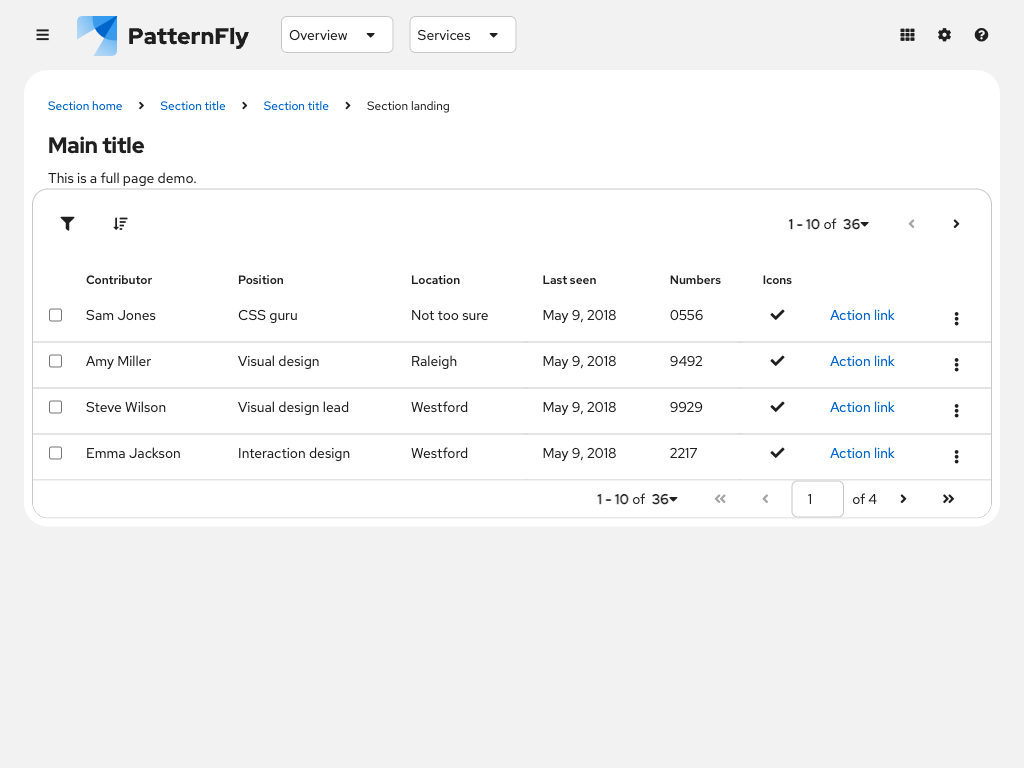 PatternFly Overview Services
Section home Section title Section title Section landing
Main title
This is a full page demo.
1 - 10 of 36
Contributor Position Location Last seen Numbers Icons
Sam Jones CSS guru Not too sure May 9, 2018 0556 Action link
Amy Miller Visual design Raleigh May 9, 2018 9492 Action link
Steve Wilson Visual design lead Westford May 9, 2018 9929 Action link
Emma Jackson Interaction design Westford May 9, 2018 2217 Action link
1 - 10 of 36 1 of 4